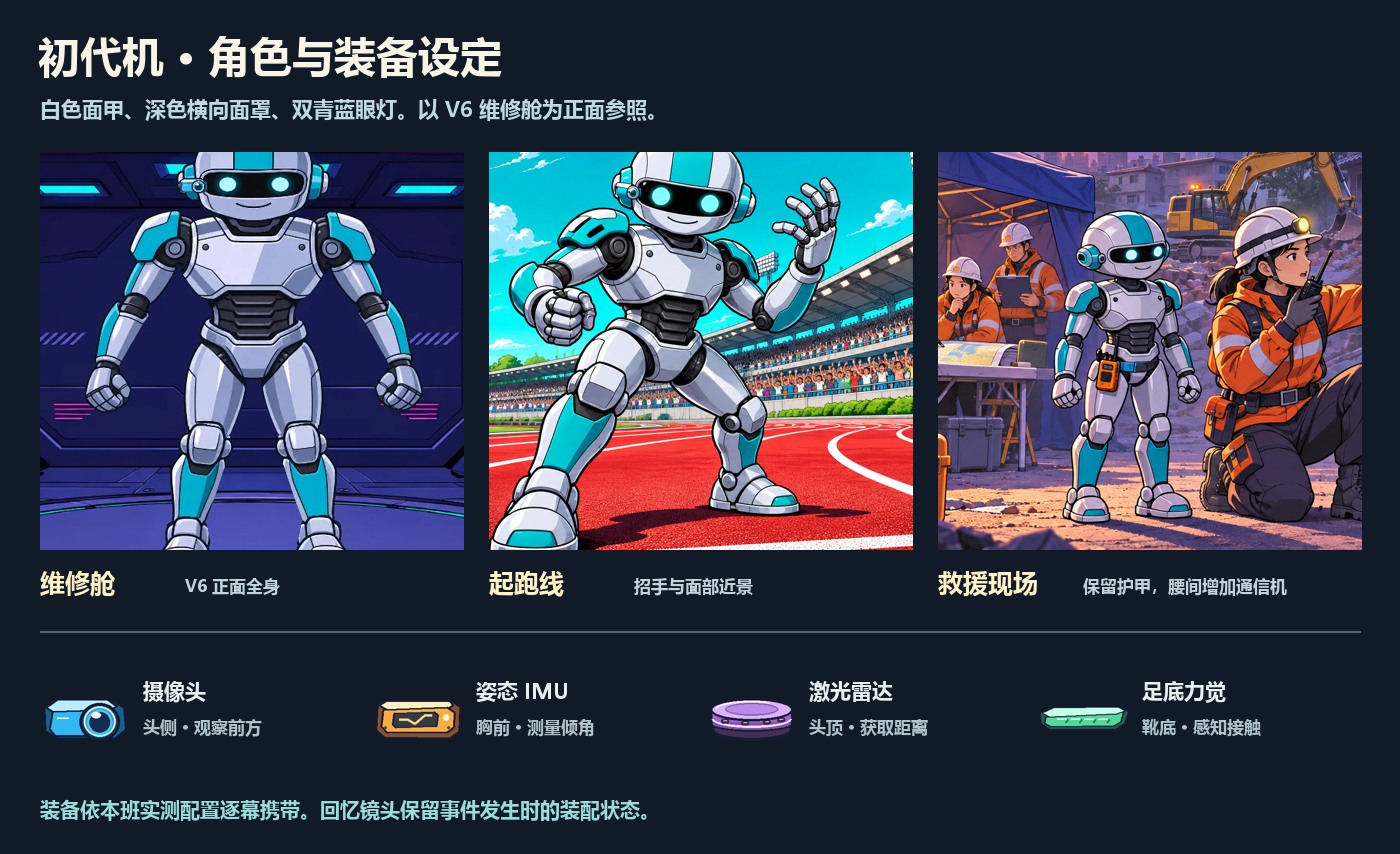 初代机・角色与装备设定
白色面甲、深色横向面罩、双青蓝眼灯。以 V6 维修舱为正面参照。
维修舱 V6 正面全身
起跑线 招手与面部近景
救援现场 保留护甲，腰间增加通信机
摄像头
头侧・观察前方
姿态 IMU
胸前・测量倾角
激光雷达
头顶・获取距离
足底力觉
靴底・感知接触
装备依本班实测配置逐幕携带。回忆镜头保留事件发生时的装配状态。